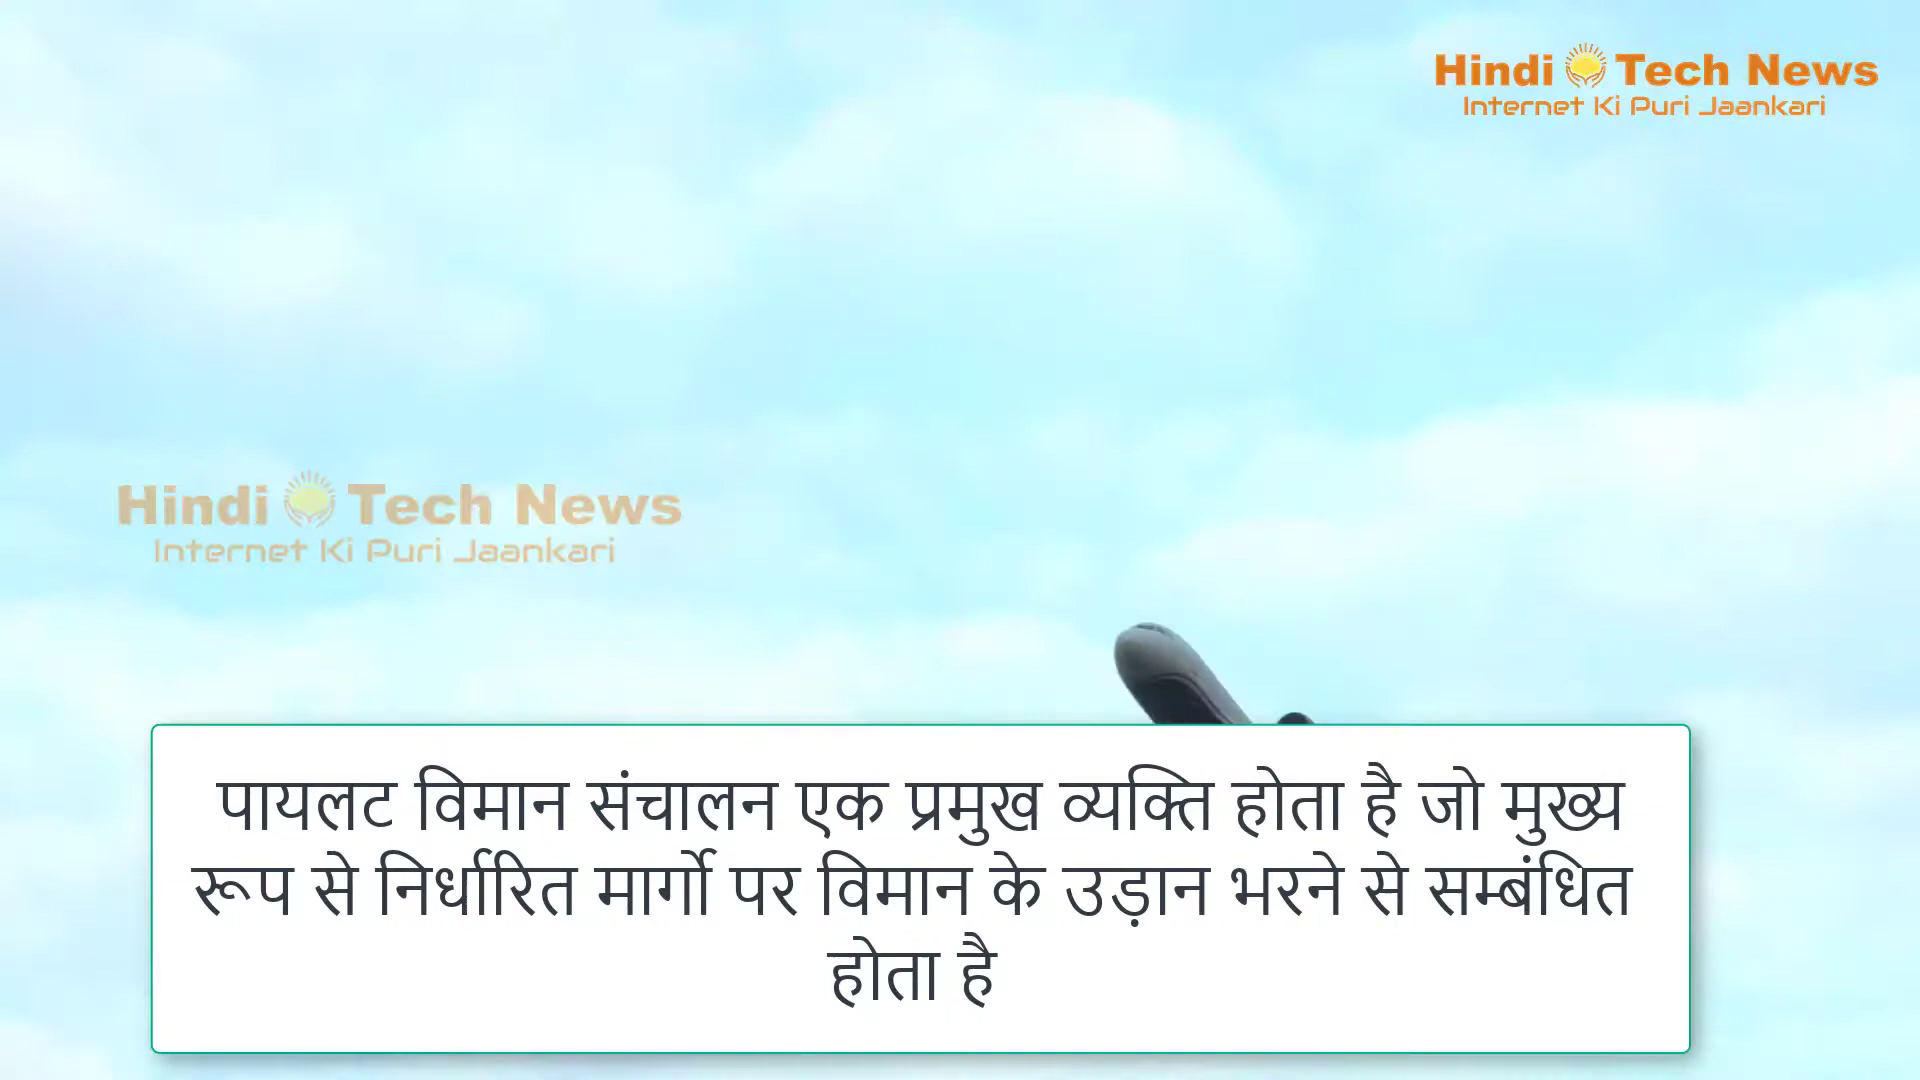 Hindi Tech News
Internet Ki Puri Jaankari
Hindi Tech News
Internet Ki Puri Jaankari
पायलट विमान संचालन एक प्रमुख व्यक्ति होता है जो मुख्य
रूप से निर्धारित मार्गो पर विमान के उड़ान भरने से सम्बंधित
होता है